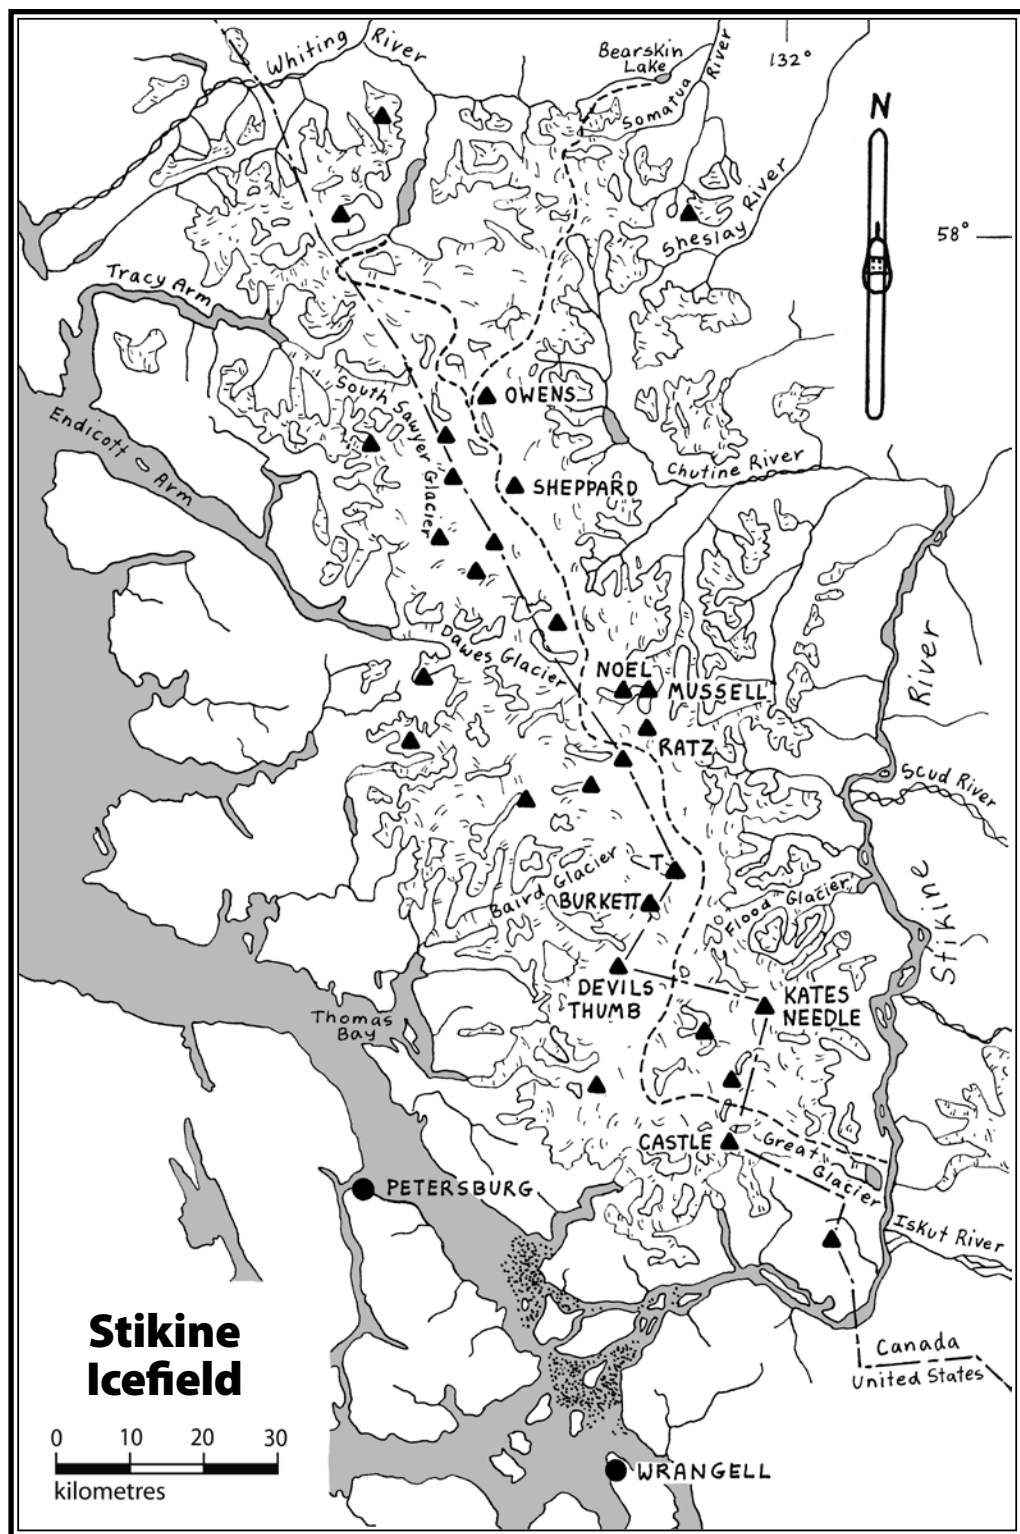 Whiting River
Bearskin
Lake
Somatua River
132°
N
58°
Sheslay River
Tracy Arm
South Sawyer Glacier
OWENS
Endicott Arm
Chutine River
SHEPPARD
Dawes Glacier
NOEL
MUSSELL
RATZ
Scud River
Stikine River
T
Baird Glacier
BURKETT
Flood Glacier
DEVILS
THUMB
KATES
NEEDLE
Thomas
Bay
CASTLE
Great Glacier
PETERSBURG
Iskut River
Stikine
Icefield
Canada
United States
0 10 20 30
kilometres
WRANGELL